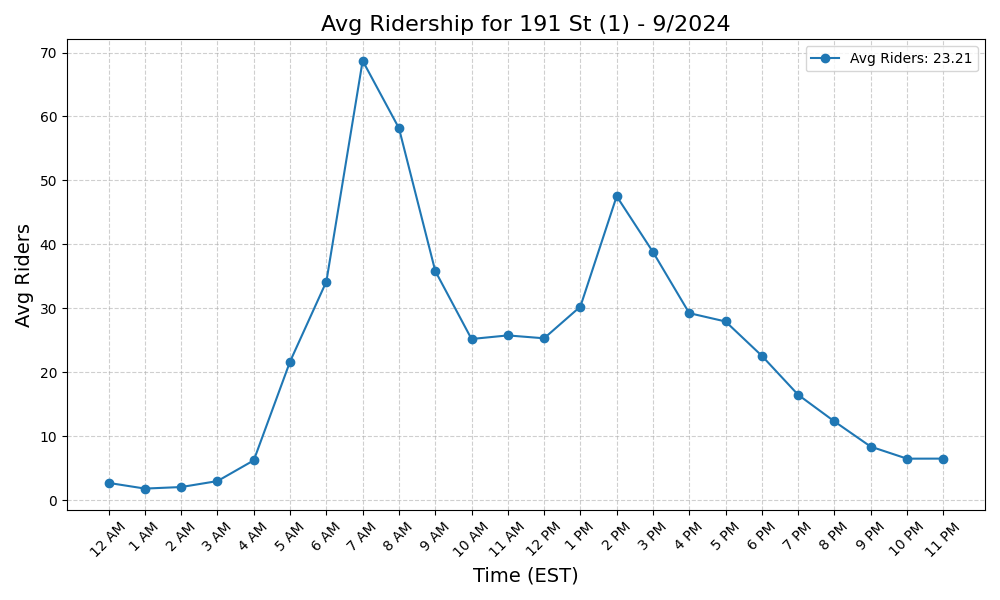 Avg Ridership for 191 St (1) - 9/2024
Avg Riders: 23.21
Avg Riders
70
60
50
40
30
20
10
0
12 AM
1 AM
2 AM
3 AM
4 AM
5 AM
6 AM
7 AM
8 AM
9 AM
10 AM
11 AM
12 PM
1 PM
2 PM
3 PM
4 PM
5 PM
6 PM
7 PM
8 PM
9 PM
10 PM
11 PM
Time (EST)